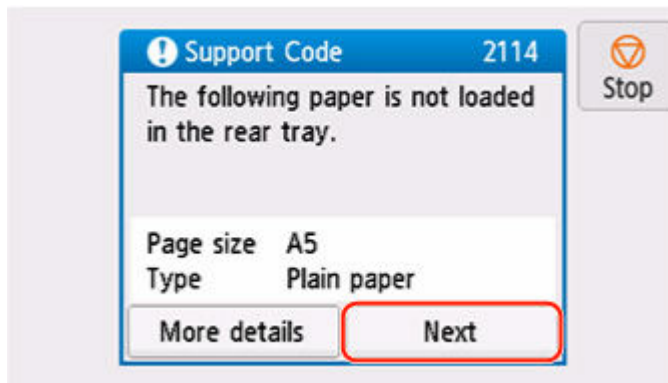 Support Code 2114
Stop
The following paper is not loaded
in the rear tray.
Page size A5
Type Plain paper
More details Next